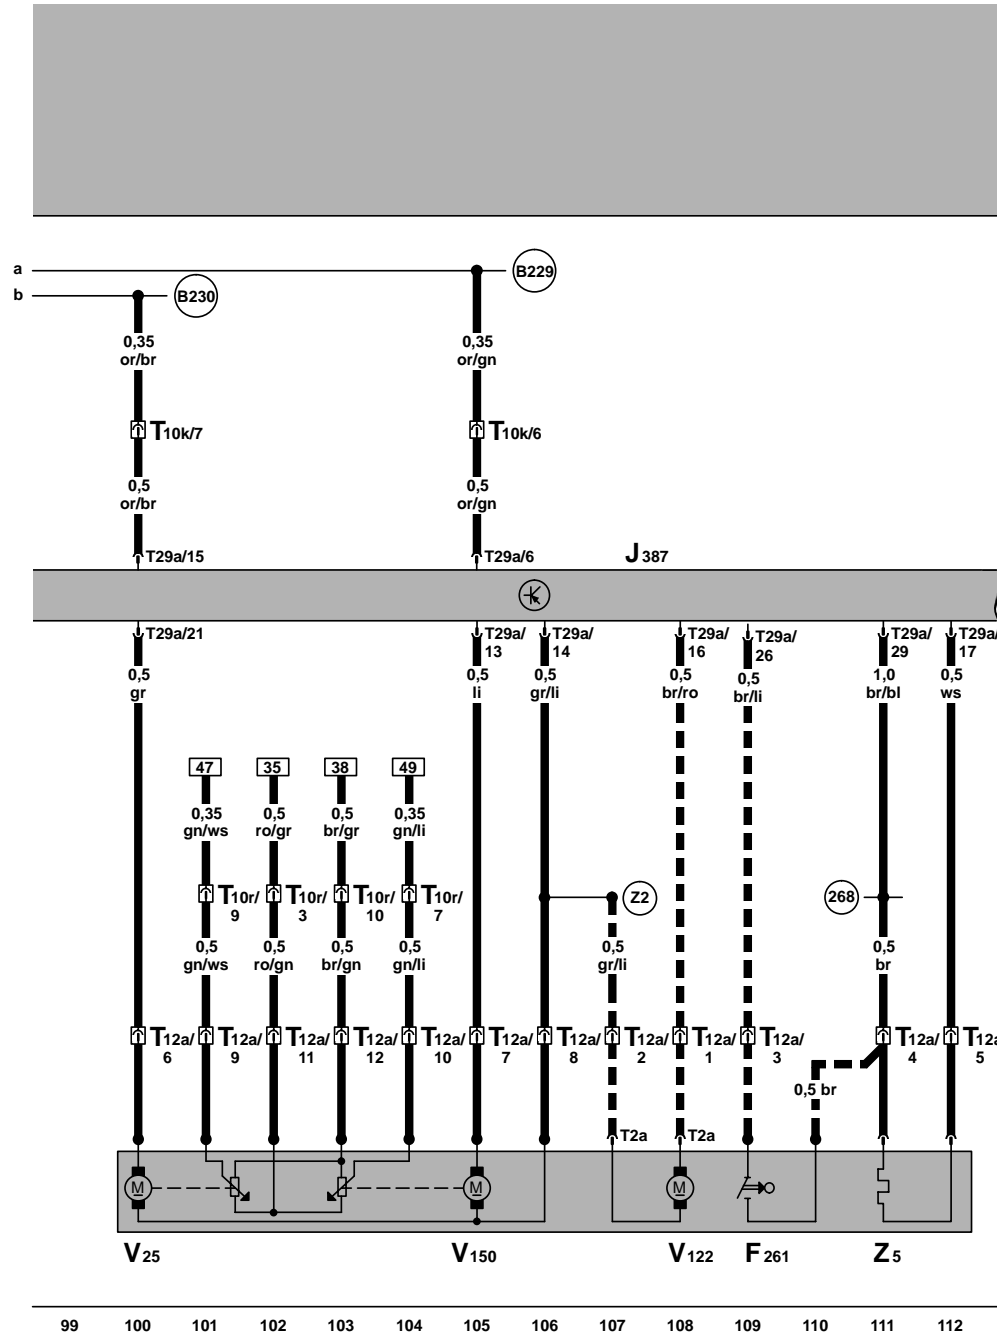 a
B229
b
B230
0,35 0,35
or/br or/gn
T10k/7 T10k/6
0,5 0,5
or/br or/gn
T29a/15 T29a/6 J387
T29a/21 T29a/ T29a/ T29a/ T29a/ T29a/ T29a/
13 14 16 26 29 17
0,5 0,5 0,5 0,5 0,5 1,0 0,5
gr li gr/li br/ro br/li br/bl ws
47 35 38 49
0,35 0,5 0,5 0,35
gn/ws ro/gr br/gr gn/li
T10r/ T10r/ T10r/ T10r/ Z2 268
9 3 10 7
0,5 0,5 0,5 0,5 0,5 0,5
gn/ws ro/gn br/gn gn/li gr/li br
T12a/ T12a/ T12a/ T12a/ T12a/ T12a/ T12a/ T12a/ T12a/ T12a/ T12a/ T12a
6 9 11 12 10 7 8 2 1 3 4 5
0,5 br
T2a T2a
M M M
V25 V150 V122 F261 Z5
99 100 101 102 103 104 105 106 107 108 109 110 111 112